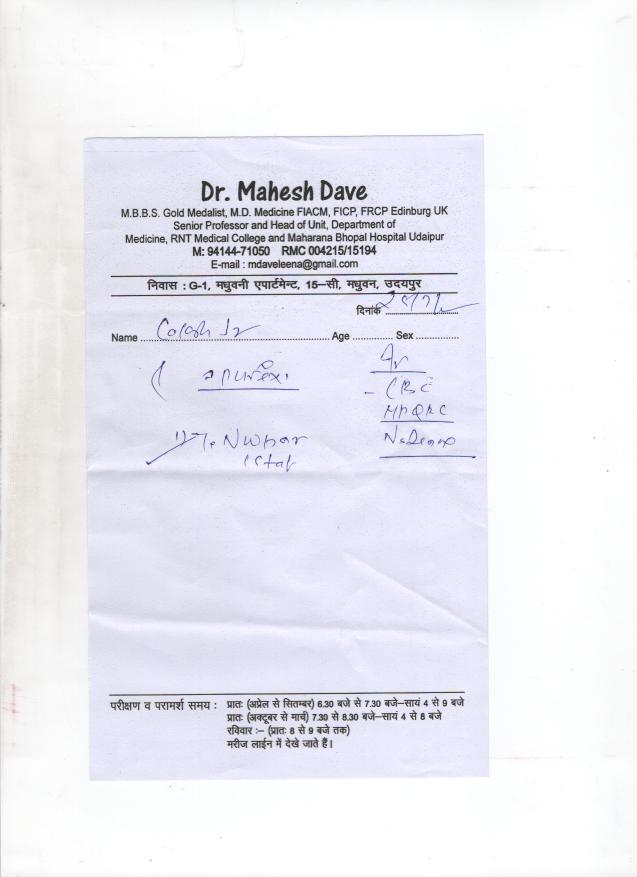 Dr. Mahesh Dave
M.B.B.S. Gold Medalist, M.D. Medicine FIACM, FICP, FRCP Edinburg UK
Senior Professor and Head of Unit, Department of
Medicine, RNT Medical College and Maharana Bhopal Hospital Udaipur
M: 94144-71050 RMC 004215/15194
E-mail : mdaveleena@gmail.com
निवास : G-1, मधुवनी एपार्टमेन्ट, 15–सी, मधुवन, उदयपुर
दिनांक
Name Age Sex
CBC
परीक्षण व परामर्श समय : प्रातः (अप्रेल से सितम्बर) 6.30 बजे से 7.30 बजे–सायं 4 से 9 बजे
प्रातः (अक्टूबर से मार्च) 7.30 से 8.30 बजे–सायं 4 से 8 बजे
रविवार :– (प्रातः 8 से 9 बजे तक)
मरीज लाईन में देखे जाते हैं।